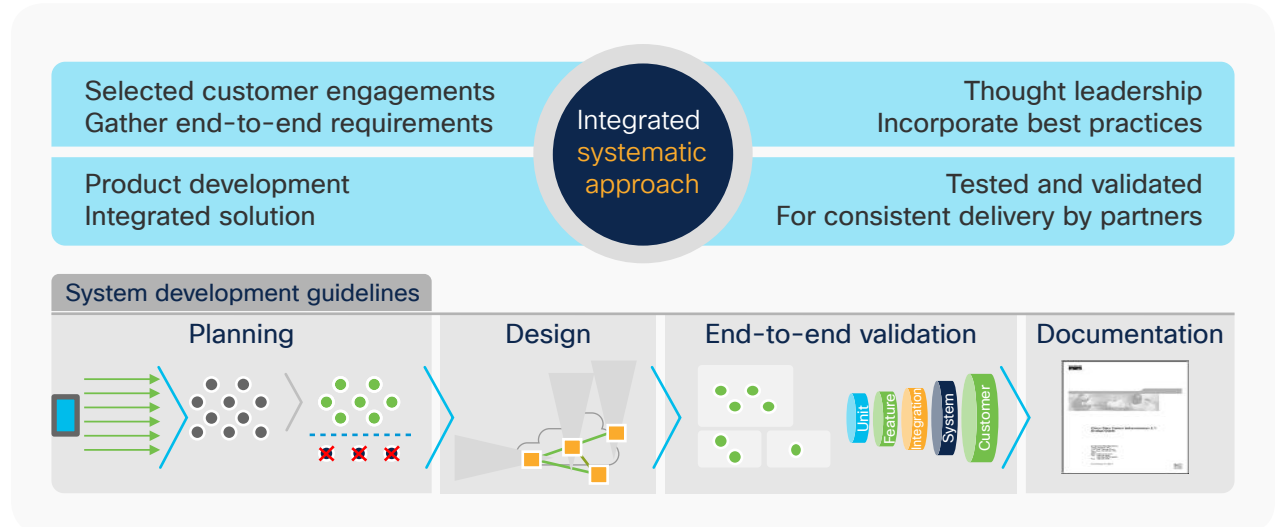 Selected customer engagements
Gather end-to-end requirements
Product development
Integrated solution
Integrated
systematic
approach
Thought leadership
Incorporate best practices
Tested and validated
For consistent delivery by partners
System development guidelines
Planning
Design
End-to-end validation
Documentation
Unit
Feature
Integration
System
Customer